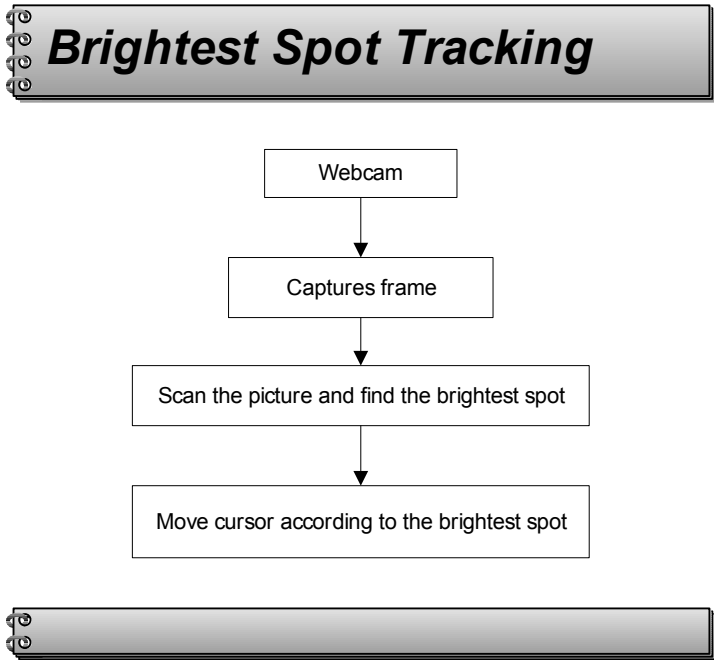 Brightest Spot Tracking
Webcam
Captures frame
Scan the picture and find the brightest spot
Move cursor according to the brightest spot